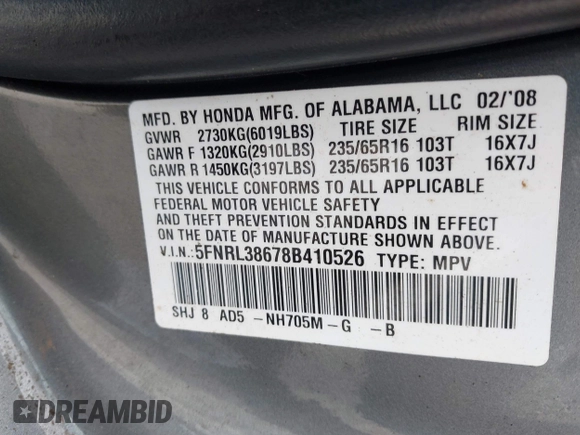 MFD. BY HONDA MFG. OF ALABAMA, LLC 02/'08
GVWR 2730KG(6019LBS) TIRE SIZE RIM SIZE
GAWR F 1320KG(2910LBS) 235/65R16 103T 16X7J
GAWR R 1450KG(3197LBS) 235/65R16 103T 16X7J
THIS VEHICLE CONFORMS TO ALL APPLICABLE
FEDERAL MOTOR VEHICLE SAFETY
AND THEFT PREVENTION STANDARDS IN EFFECT
ON THE DATE OF MANUFACTURE SHOWN ABOVE.
V.I.N.:5FNRL38678B410526 TYPE: MPV
SHJ 8 AD5 -NH705M-G -B
DREAMBID